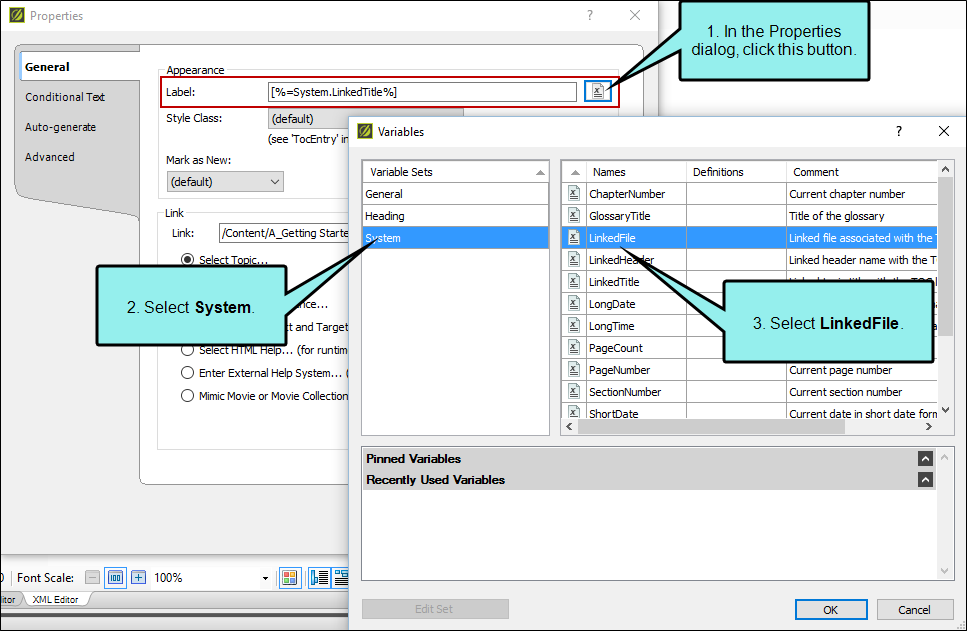 Properties
?
General
Conditional Text
Auto-generate
Advanced
Appearance
Label:
[%=System.LinkedTitle%]
Style Class:
(default)
(see 'TocEntry' in
Mark as New:
(default)
Link
Link:
/Content/A_Getting Starte
Select Topic...
nce...
ct and Target
Select HTML Help... (for runtime
Enter External Help System... (
Mimic Movie or Movie Collection
1. In the Properties
dialog, click this button.
2. Select System.
3. Select LinkedFile.
Variables
?
Variable Sets
General
Heading
System
Names Definitions Comment
ChapterNumber Current chapter number
GlossaryTitle Title of the glossary
LinkedFile Linked file associated with the T
LinkedHeader Linked header name with the T
LinkedTitle
LongDate
LongTime
PageCount
PageNumber Current page number
SectionNumber Current section number
ShortDate Current date in short date form
Pinned Variables
Recently Used Variables
Edit Set
OK
Cancel
Font Scale:
100%
itor
XML Editor